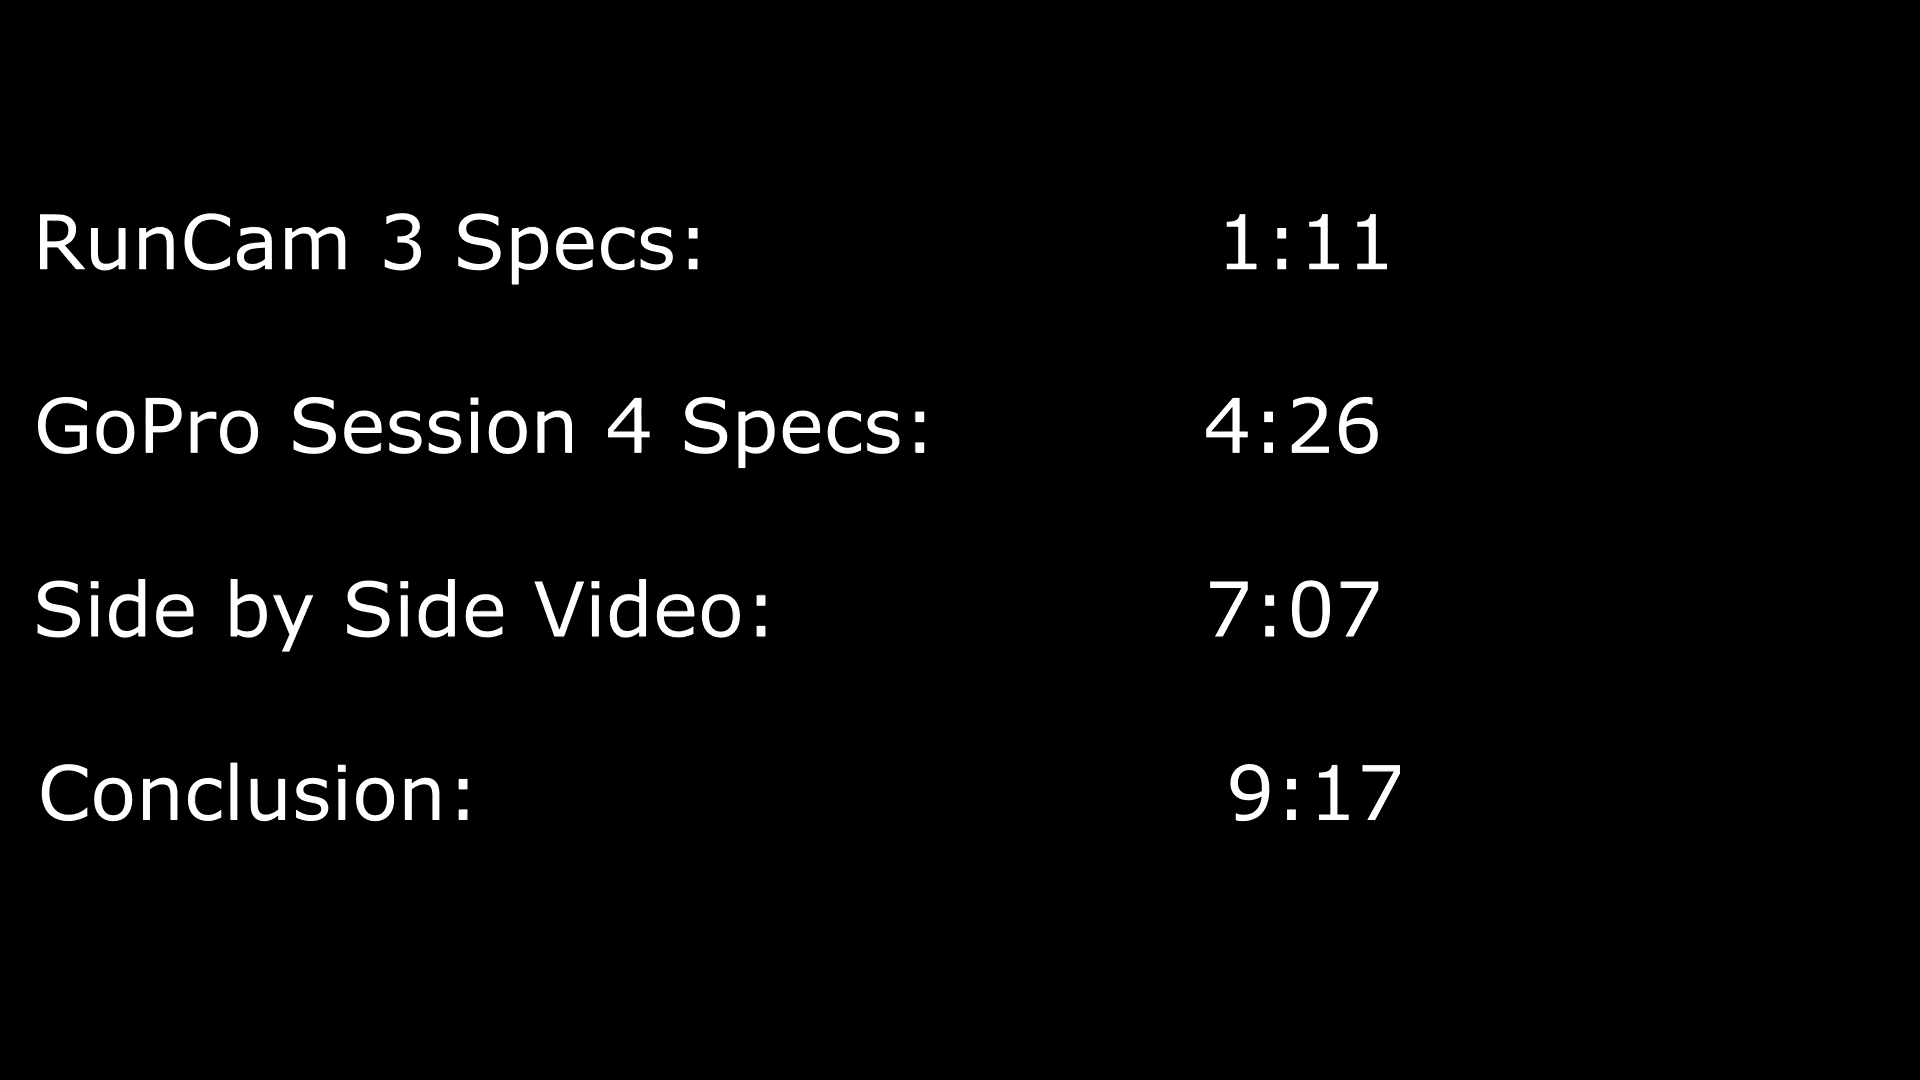 RunCam 3 Specs: 1:11
GoPro Session 4 Specs: 4:26
Side by Side Video: 7:07
Conclusion: 9:17